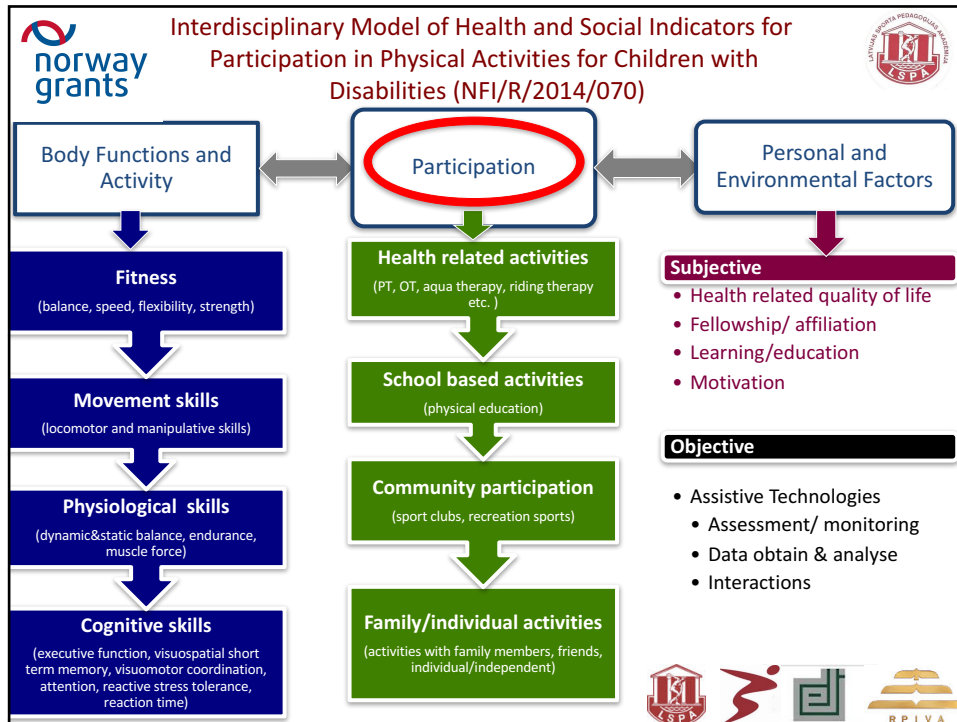 norway
grants
Interdisciplinary Model of Health and Social Indicators for
Participation in Physical Activities for Children with
Disabilities (NFI/R/2014/070)
LATVIJAS SPORTA PEDAGOĢIJAS AKADĒMIJA
LSPA
Body Functions and
Activity
Participation
Personal and
Environmental Factors
Fitness
(balance, speed, flexibility, strength)
Movement skills
(locomotor and manipulative skills)
Physiological skills
(dynamic&static balance, endurance,
muscle force)
Cognitive skills
(executive function, visuospatial short
term memory, visuomotor coordination,
attention, reactive stress tolerance,
reaction time)
Health related activities
(PT, OT, aqua therapy, riding therapy
etc. )
School based activities
(physical education)
Community participation
(sport clubs, recreation sports)
Family/individual activities
(activities with family members, friends,
individual/independent)
Subjective
• Health related quality of life
• Fellowship/ affiliation
• Learning/education
• Motivation
Objective
• Assistive Technologies
• Assessment/ monitoring
• Data obtain & analyse
• Interactions
LSPA
RPIVA